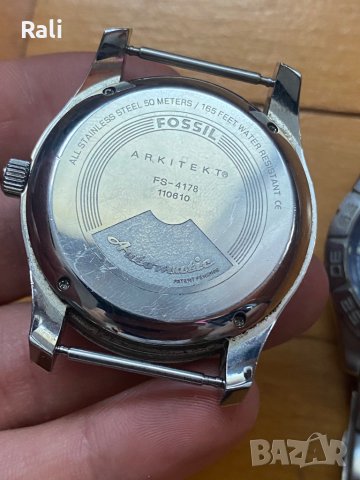 Rali
ALL STAINLESS STEEL 50 METERS / 165 FEET WATER RESISTANT CE
FOSSIL
ARKITEKT®
FS-4178
110610
Automatic
PATENT PENDING
BAZAR